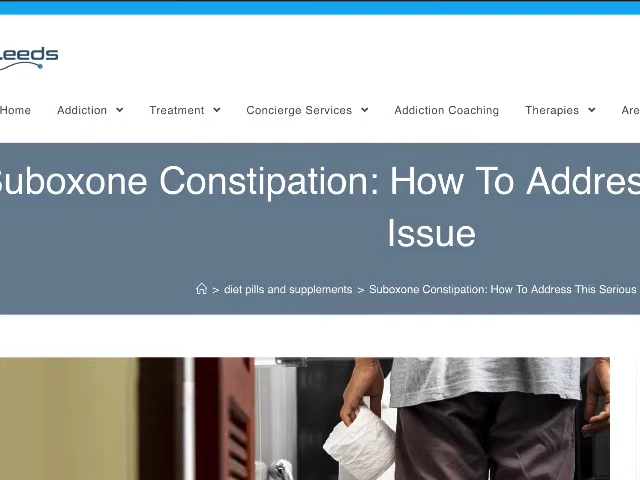 Leeds
Home Addiction Treatment Concierge Services Addiction Coaching Therapies Are
Suboxone Constipation: How To Addres
Issue
> diet pills and supplements > Suboxone Constipation: How To Address This Serious